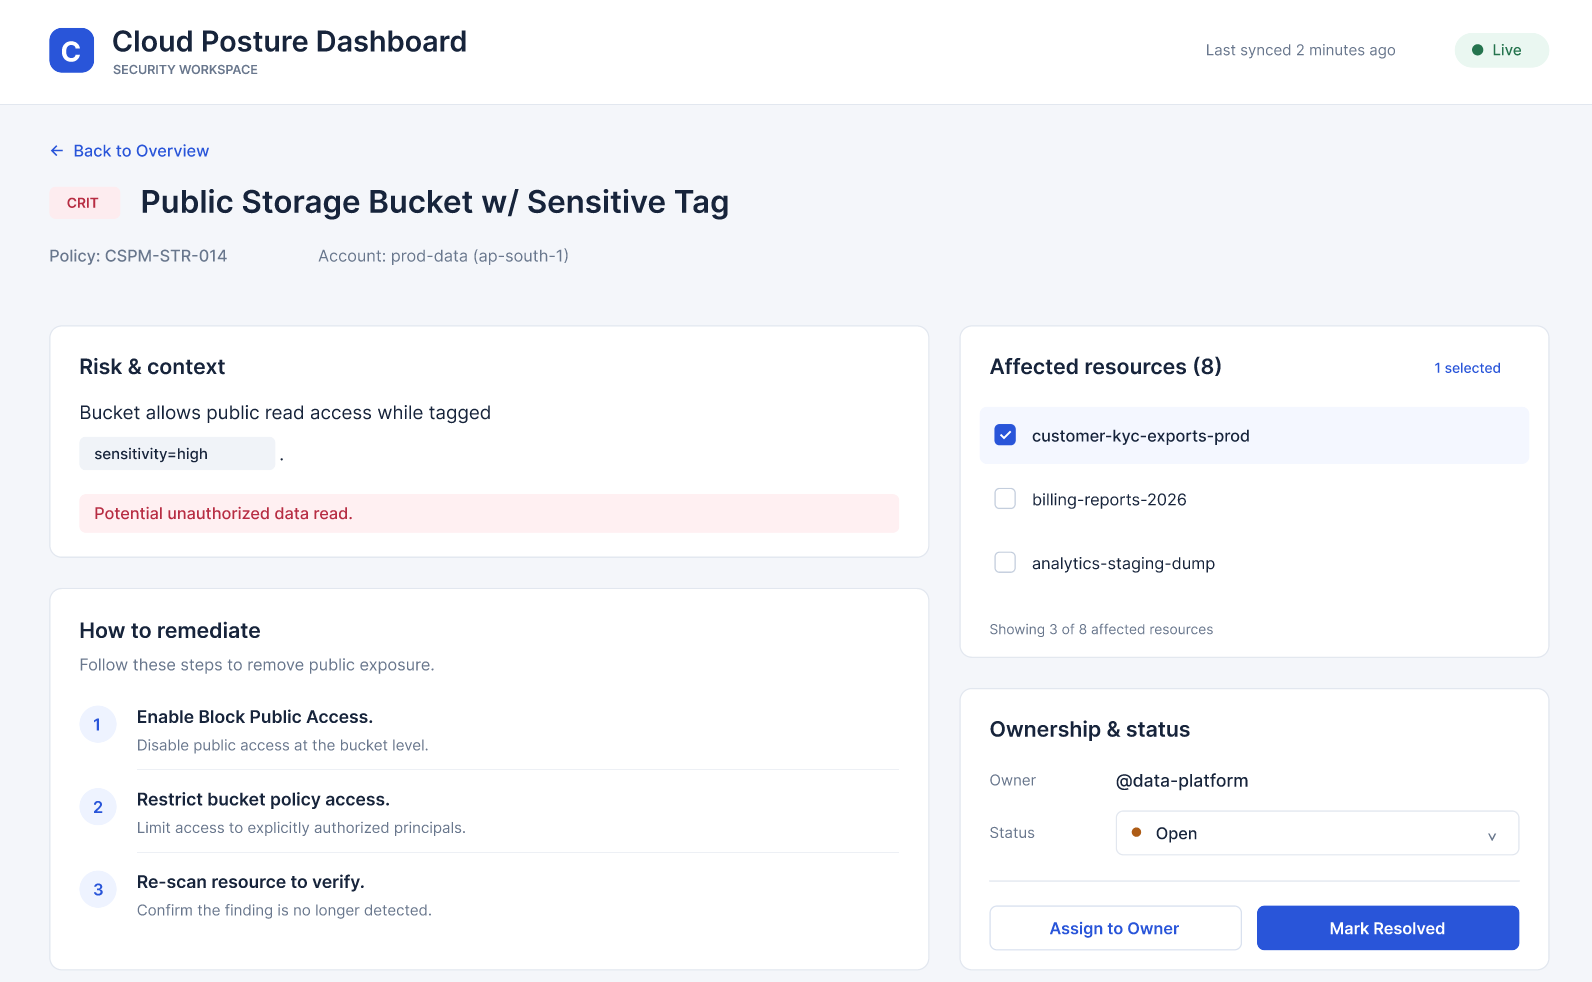 C
Cloud Posture Dashboard
SECURITY WORKSPACE
Last synced 2 minutes ago
Live
← Back to Overview
CRIT
Public Storage Bucket w/ Sensitive Tag
Policy: CSPM-STR-014
Account: prod-data (ap-south-1)
Risk & context
Bucket allows public read access while tagged
sensitivity=high .
Potential unauthorized data read.
How to remediate
Follow these steps to remove public exposure.
1
Enable Block Public Access.
Disable public access at the bucket level.
2
Restrict bucket policy access.
Limit access to explicitly authorized principals.
3
Re-scan resource to verify.
Confirm the finding is no longer detected.
Affected resources (8)
1 selected
customer-kyc-exports-prod
billing-reports-2026
analytics-staging-dump
Showing 3 of 8 affected resources
Ownership & status
Owner
@data-platform
Status
Open
Assign to Owner
Mark Resolved